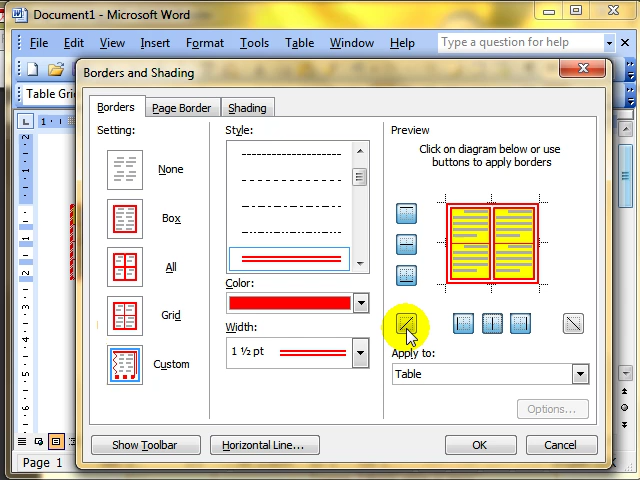 Document1 - Microsoft Word
File Edit View Insert Format Tools Table Window Help Type a question for help
Table Gri
Borders and Shading
Borders Page Border Shading
Setting:
None
Box
All
Grid
Custom
Style:
Color:
Width:
1 ½ pt
Preview
Click on diagram below or use
buttons to apply borders
Apply to:
Table
Options...
Show Toolbar
Horizontal Line...
OK
Cancel
Page 1